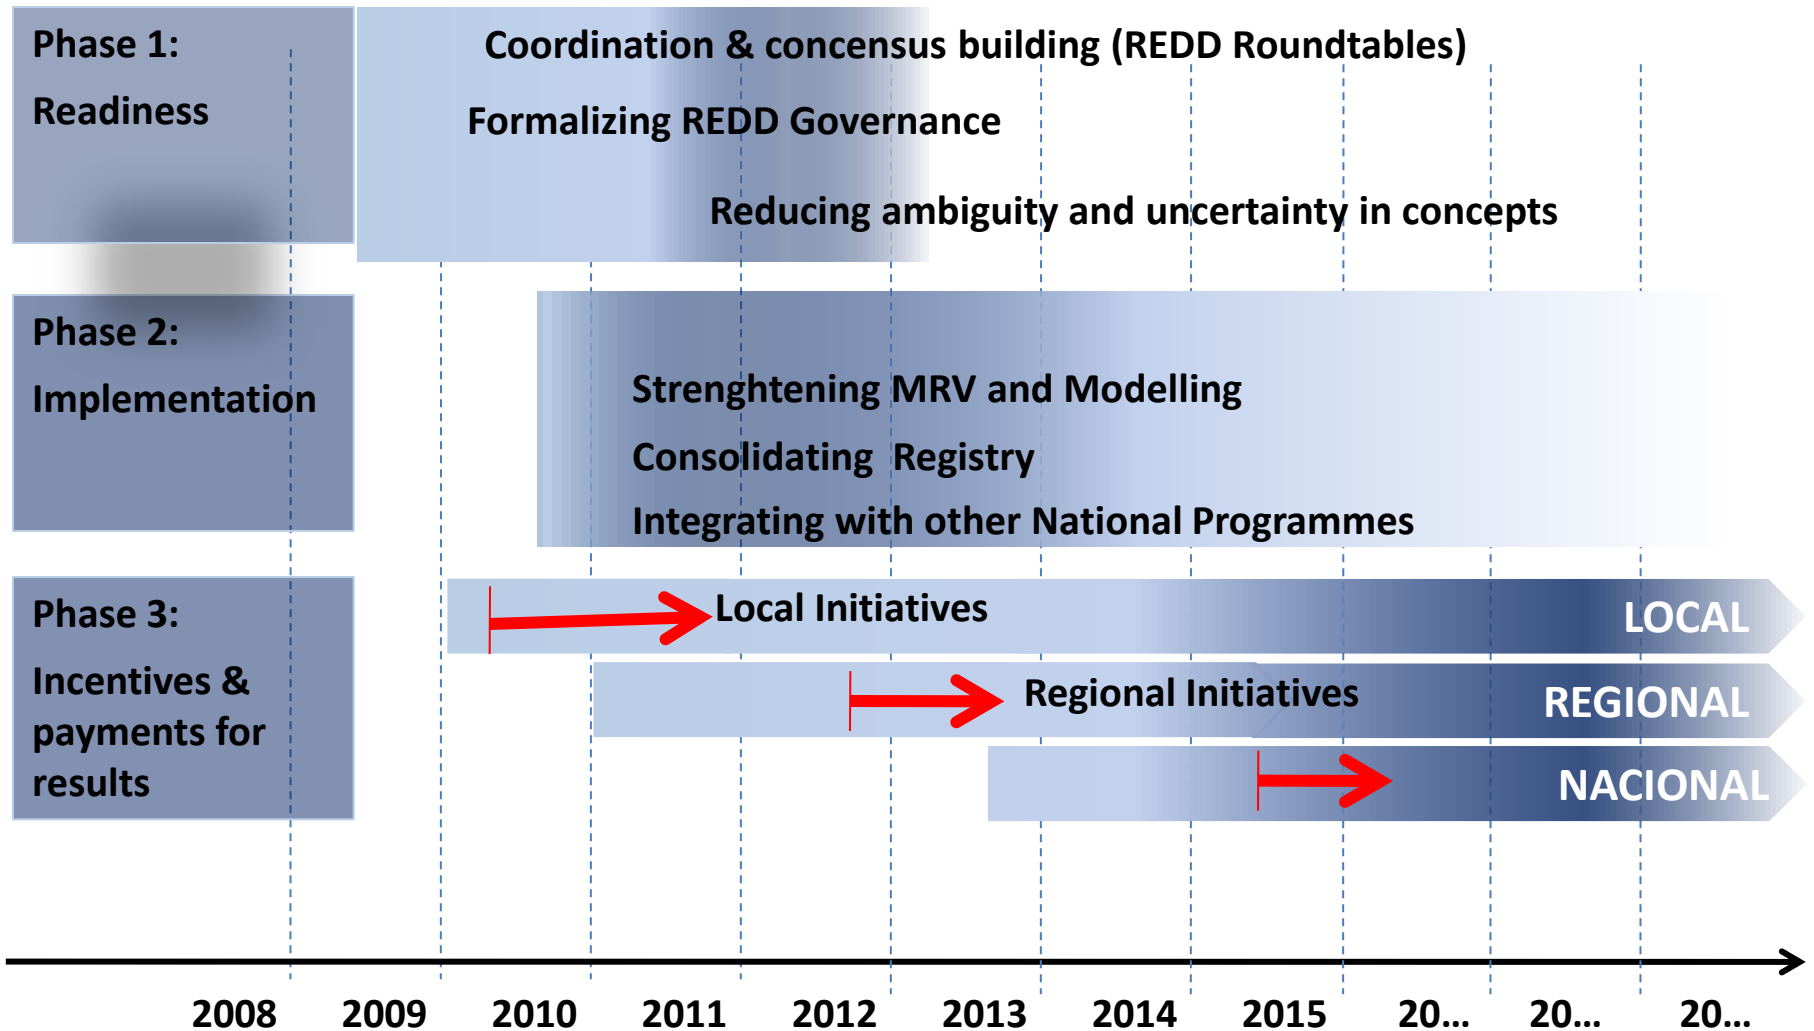 Phase 1:
Readiness
Coordination & concensus building (REDD Roundtables)
Formalizing REDD Governance
Reducing ambiguity and uncertainty in concepts
Phase 2:
Implementation
Strenghtening MRV and Modelling
Consolidating Registry
Integrating with other National Programmes
Phase 3:
Incentives &
payments for
results
Local Initiatives
LOCAL
Regional Initiatives
REGIONAL
NACIONAL
2008 2009 2010 2011 2012 2013 2014 2015 20... 20... 20...